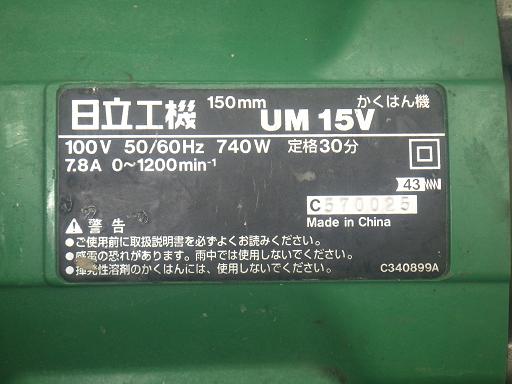 日立工機 150mm かくはん機
UM 15V
100V 50/60Hz 740W 定格30分
7.8A 0〜1200min⁻¹
43
C570025
Made in China
警告
●ご使用前に取扱説明書を必ずよくお読みください。
●感電の恐れがあります。雨中では使用しないでください。
●揮発性溶剤のかくはんには、使用しないでください。
C340899A